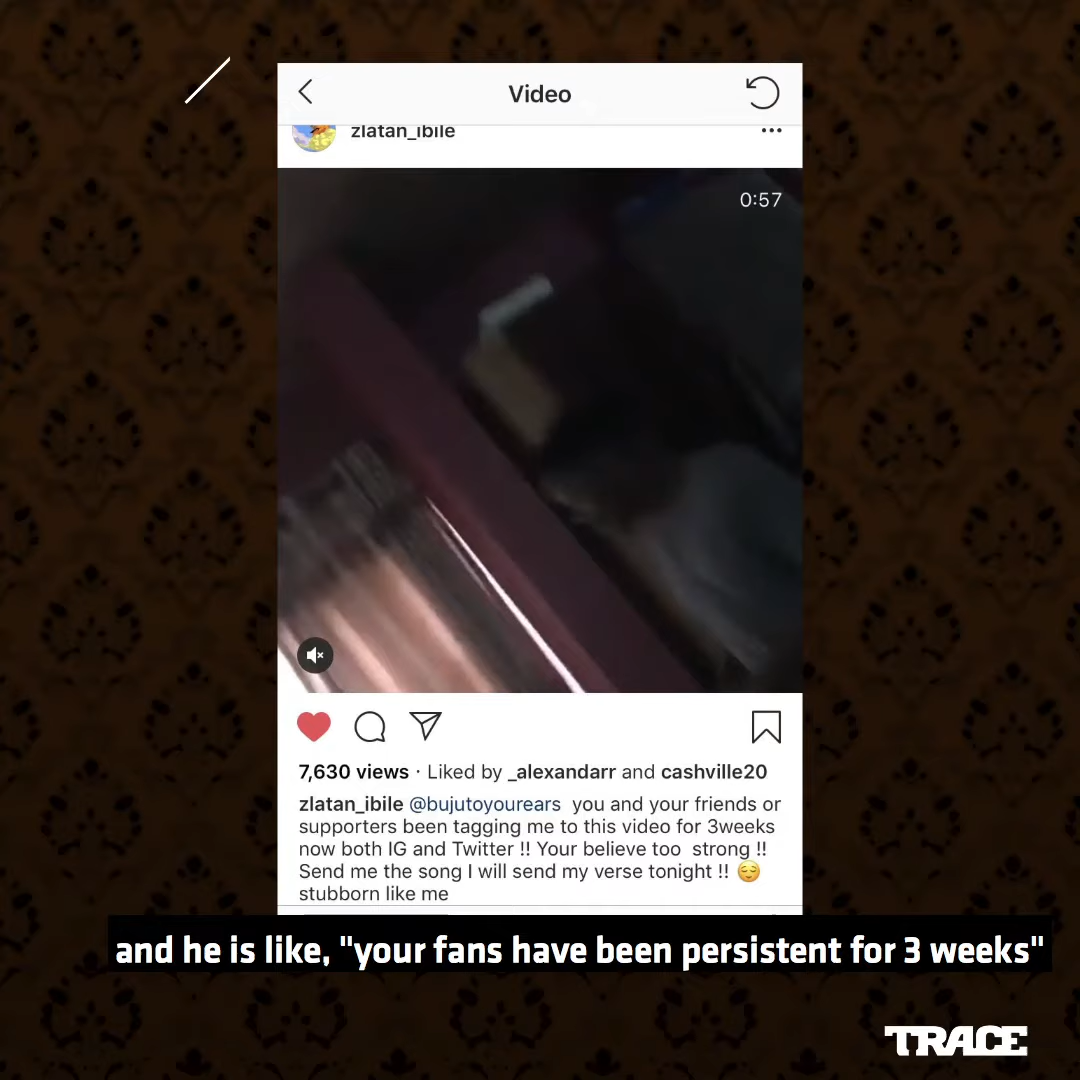 Video
zlatan_ibile
0:57
7,630 views · Liked by _alexandarr and cashville20
zlatan_ibile @bujutoyourears you and your friends or
supporters been tagging me to this video for 3weeks
now both IG and Twitter !! Your believe too strong !!
Send me the song I will send my verse tonight !! 😌
stubborn like me
and he is like, "your fans have been persistent for 3 weeks"
TRACE